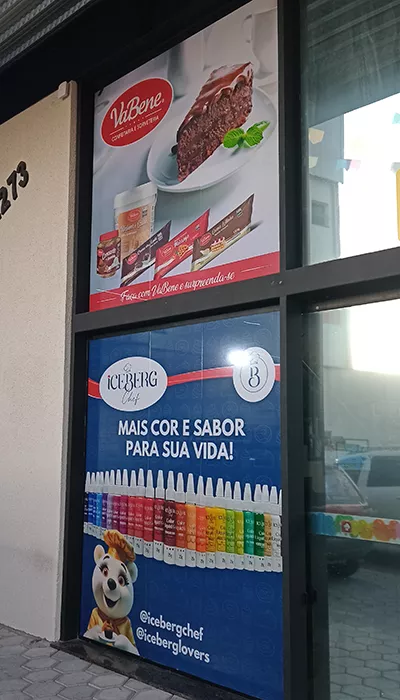 VaBene
CONFEITARIA E SORVETERIA
Faça com VaBene e surpreenda-se
273
iCEBERG
Chef
MAIS COR E SABOR
PARA SUA VIDA!
@icebergchef
@iceberglovers